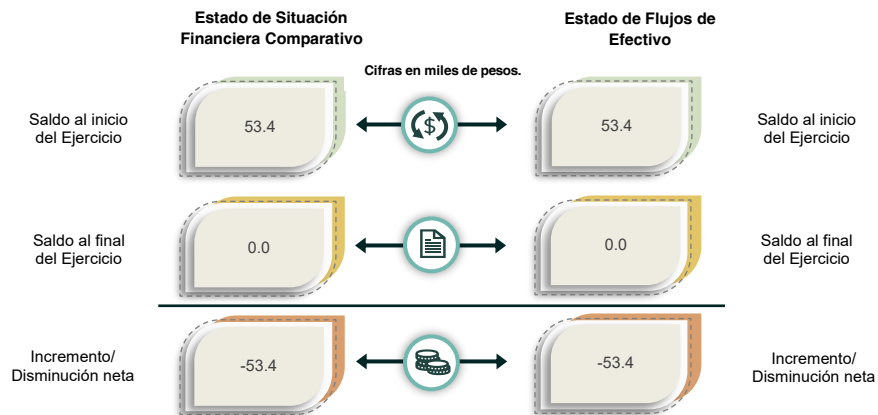 Estado de Situación
Financiera Comparativo
Estado de Flujos de
Efectivo
Cifras en miles de pesos.
Saldo al inicio
del Ejercicio
53.4
$
53.4
Saldo al inicio
del Ejercicio
Saldo al final
del Ejercicio
0.0
0.0
Saldo al final
del Ejercicio
Incremento/
Disminución neta
-53.4
-53.4
Incremento/
Disminución neta